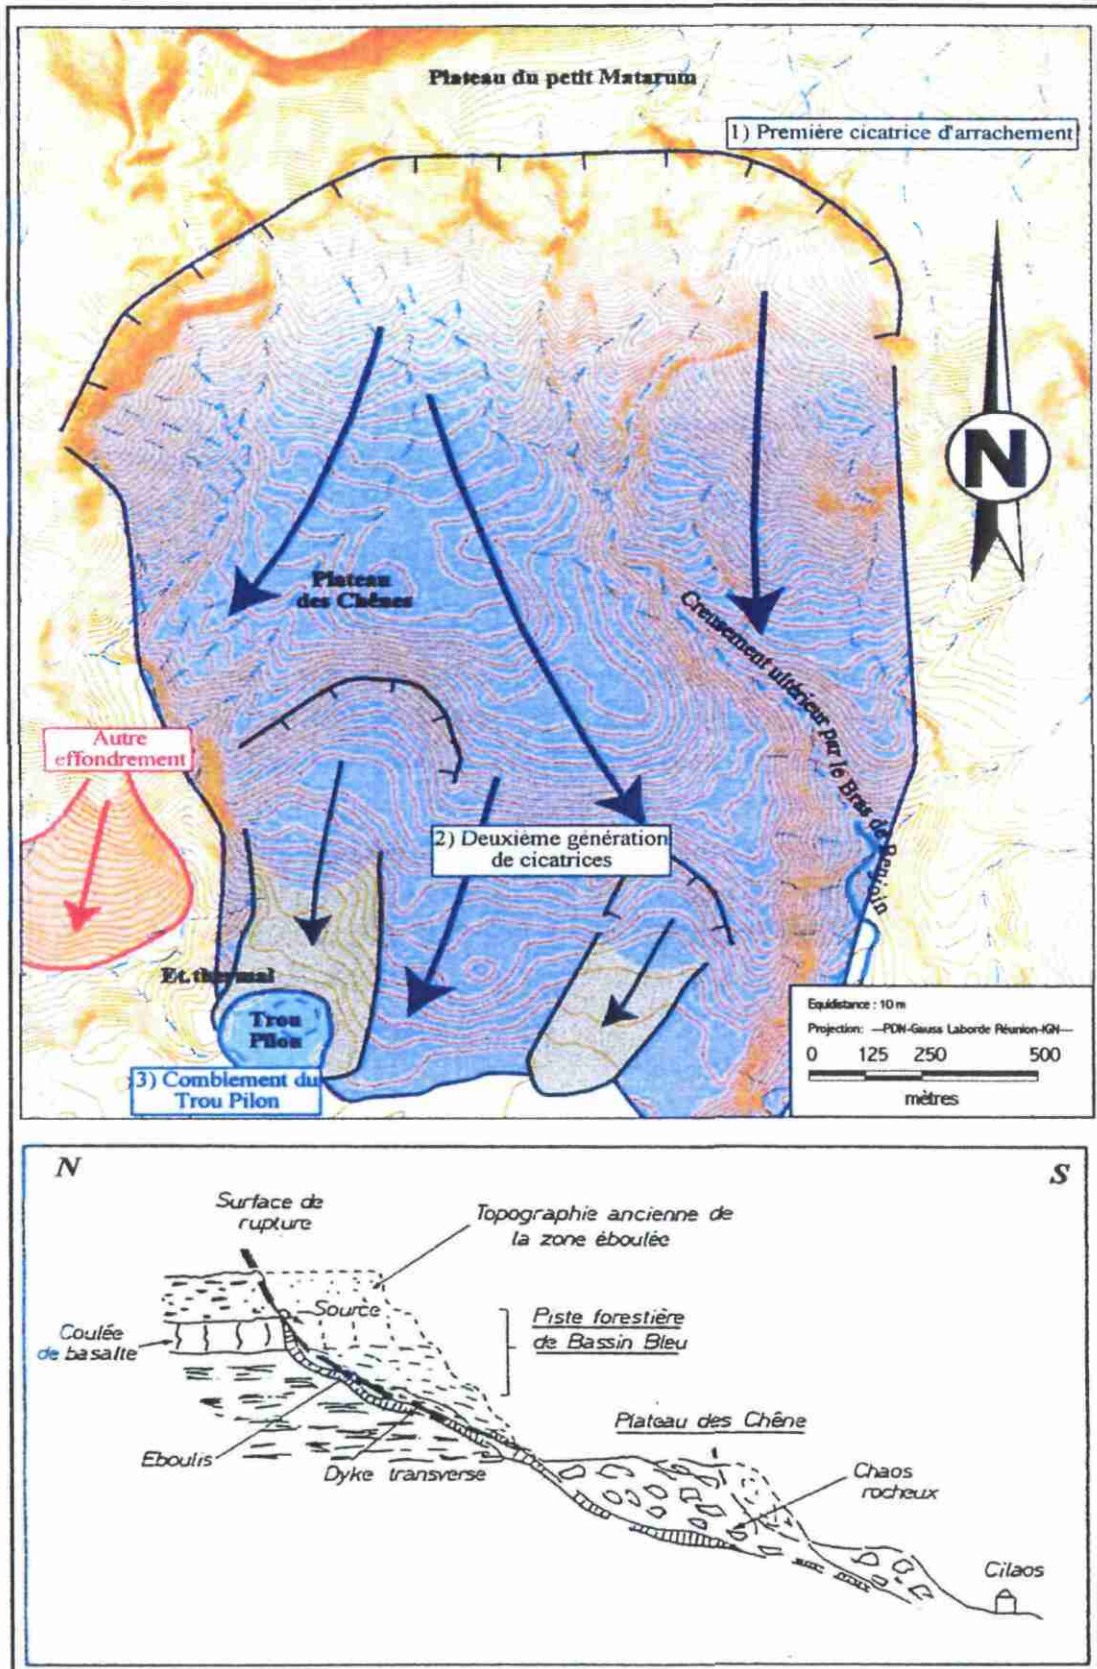 Plateau du petit Matarum
1) Première cicatrice d'arrachement
N
Plateau
des Chênes
Creusement ultérieur par le Bras de Benjoin
Autre
effondrement
2) Deuxième génération
de cicatrices
Et. thermal
Trou
Pilon
3) Comblement du
Trou Pilon
Equidistance : 10 m
Projection: —PDN-Gauss Laborde Réunion-IGN—
0 125 250 500
mètres
N
S
Surface de
rupture
Topographie ancienne de
la zone éboulée
Source
Piste forestière
de Bassin Bleu
Coulée
de basalte
Plateau des Chêne
Eboulis
Dyke transverse
Chaos
rocheux
Cilaos